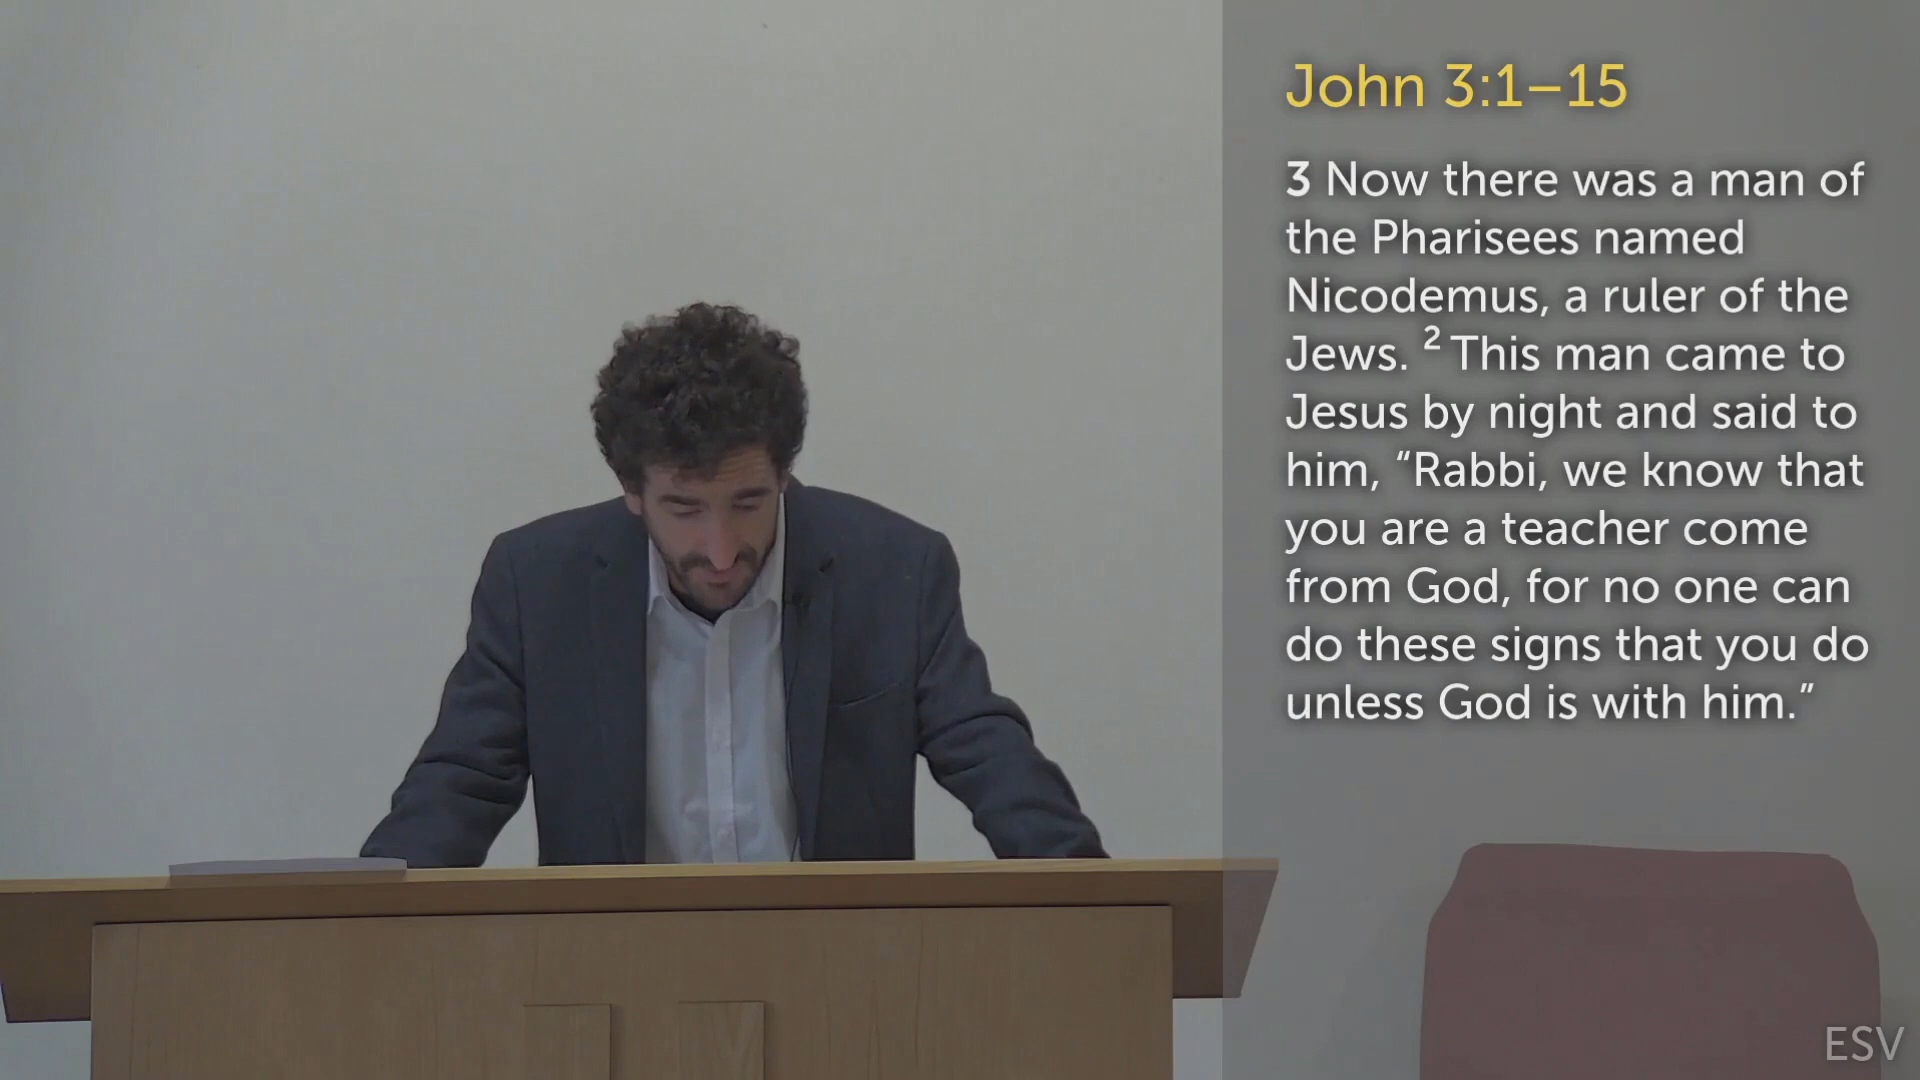 John 3:1–15
3 Now there was a man of
the Pharisees named
Nicodemus, a ruler of the
Jews. ² This man came to
Jesus by night and said to
him, “Rabbi, we know that
you are a teacher come
from God, for no one can
do these signs that you do
unless God is with him.”
ESV